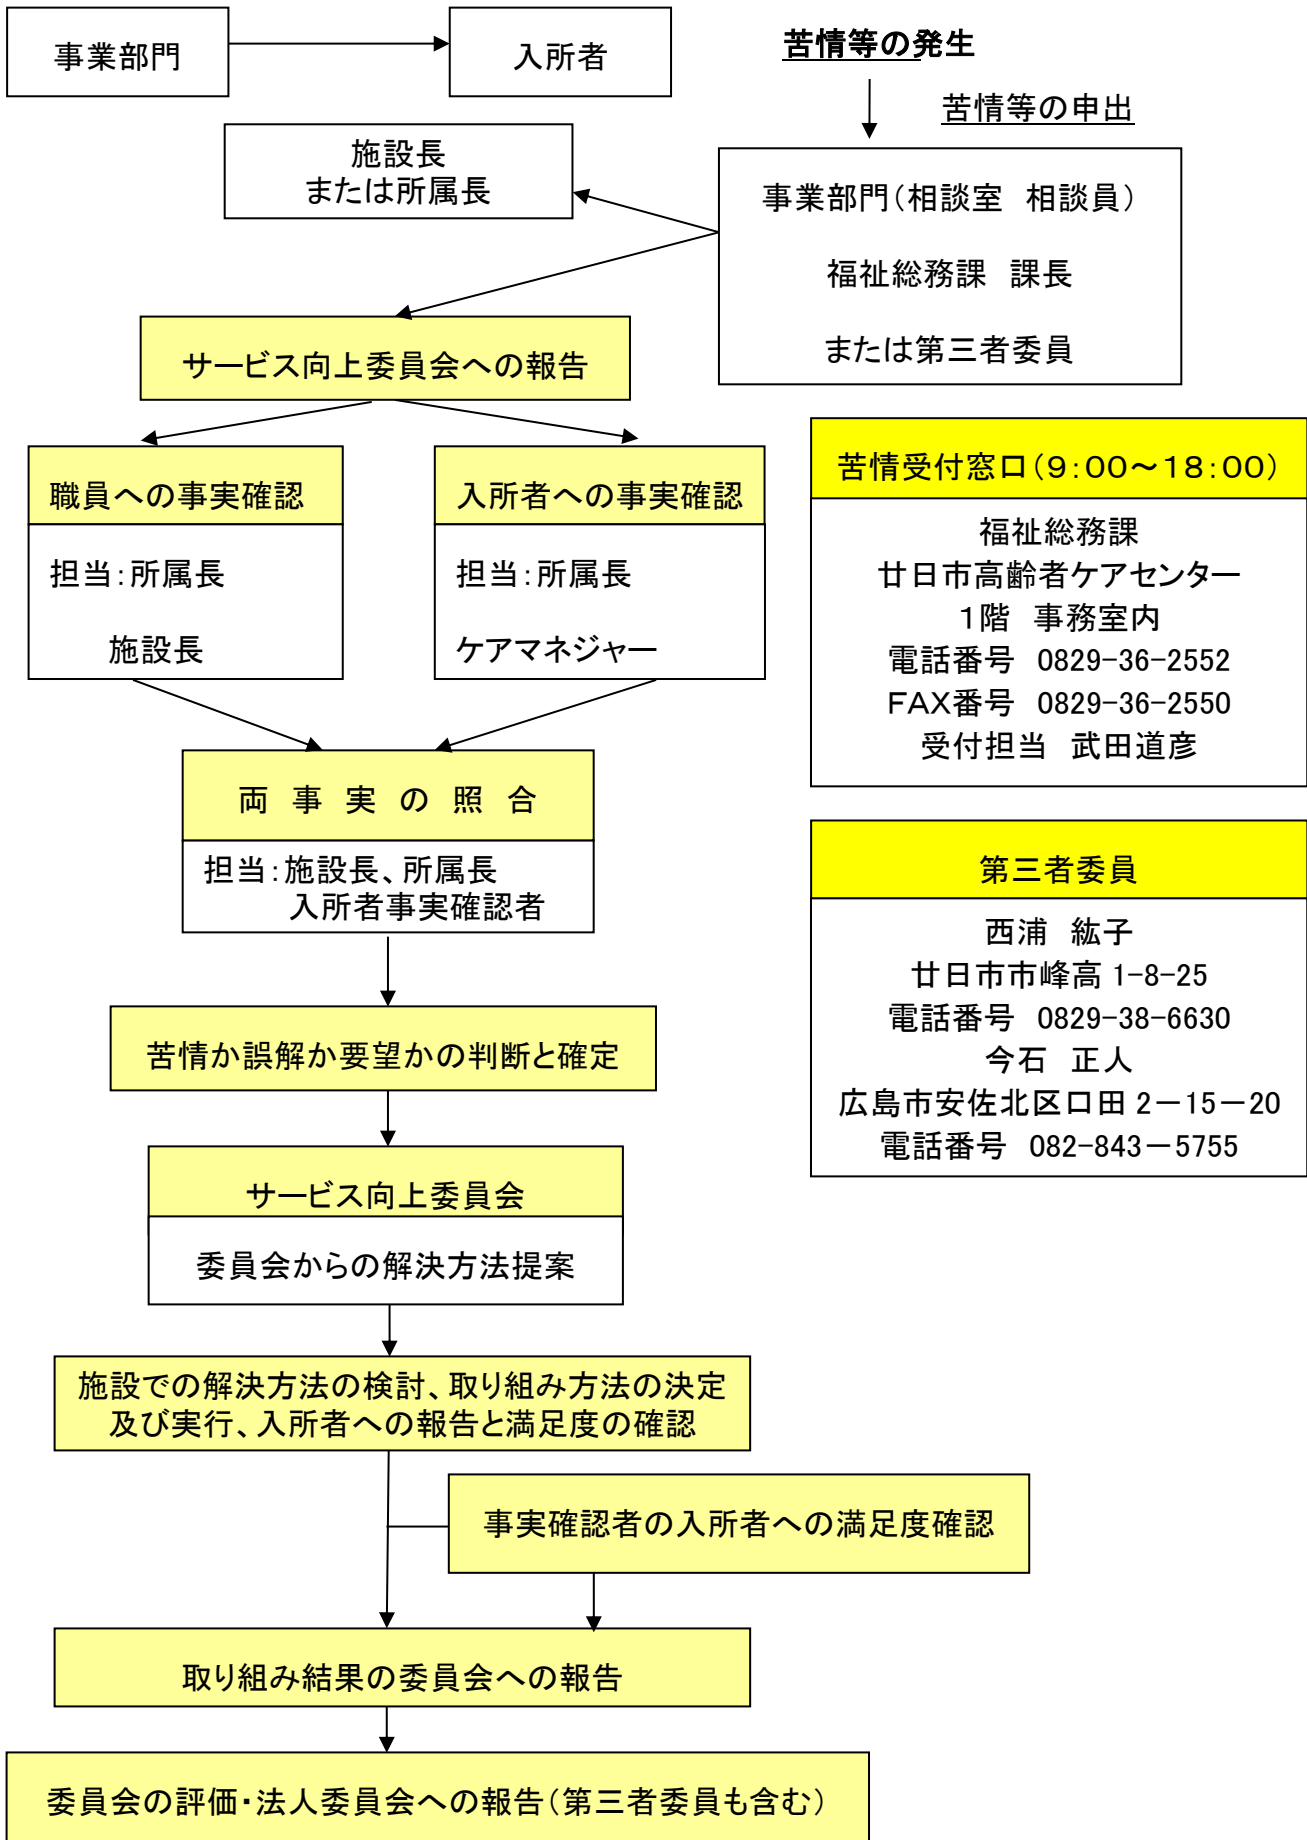 事業部門
入所者
苦情等の発生
苦情等の申出
施設長
または所属長
事業部門（相談室　相談員）
福祉総務課　課長
または第三者委員
サービス向上委員会への報告
職員への事実確認
担当：所属長
施設長
入所者への事実確認
担当：所属長
ケアマネジャー
両　事　実　の　照　合
担当：施設長、所属長
入所者事実確認者
苦情か誤解か要望かの判断と確定
サービス向上委員会
委員会からの解決方法提案
施設での解決方法の検討、取り組み方法の決定
及び実行、入所者への報告と満足度の確認
事実確認者の入所者への満足度確認
取り組み結果の委員会への報告
委員会の評価・法人委員会への報告（第三者委員も含む）
苦情受付窓口（９：００～１８：００）
福祉総務課
廿日市高齢者ケアセンター
１階　事務室内
電話番号　0829-36-2552
ＦＡＸ番号　0829-36-2550
受付担当　武田道彦
第三者委員
西浦　紘子
廿日市市峰高 1-8-25
電話番号　0829-38-6630
今石　正人
広島市安佐北区口田 2－15－20
電話番号　082-843－5755